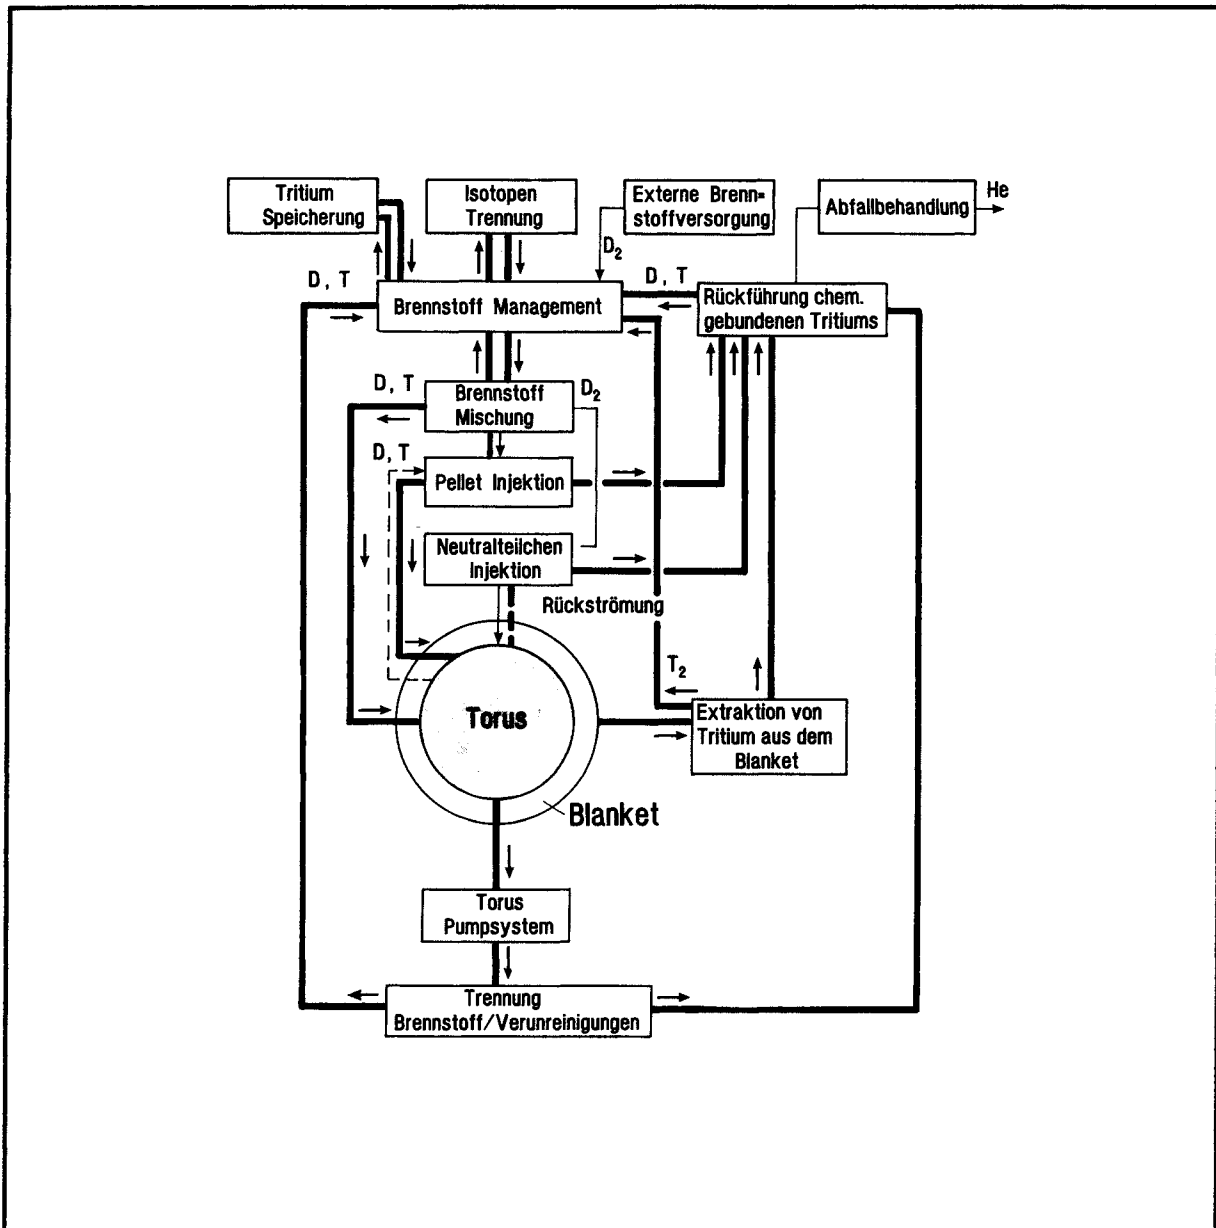 Tritium
Speicherung
Isotopen
Trennung
Externe Brenn=
stoffversorgung
Abfallbehandlung
He
D₂
D, T
D, T
Brennstoff Management
Rückführung chem.
gebundenen Tritiums
D, T
Brennstoff
Mischung
D₂
D, T
Pellet Injektion
Neutralteilchen
Injektion
Rückströmung
T₂
Torus
Extraktion von
Tritium aus dem
Blanket
Blanket
Torus
Pumpsystem
Trennung
Brennstoff/Verunreinigungen